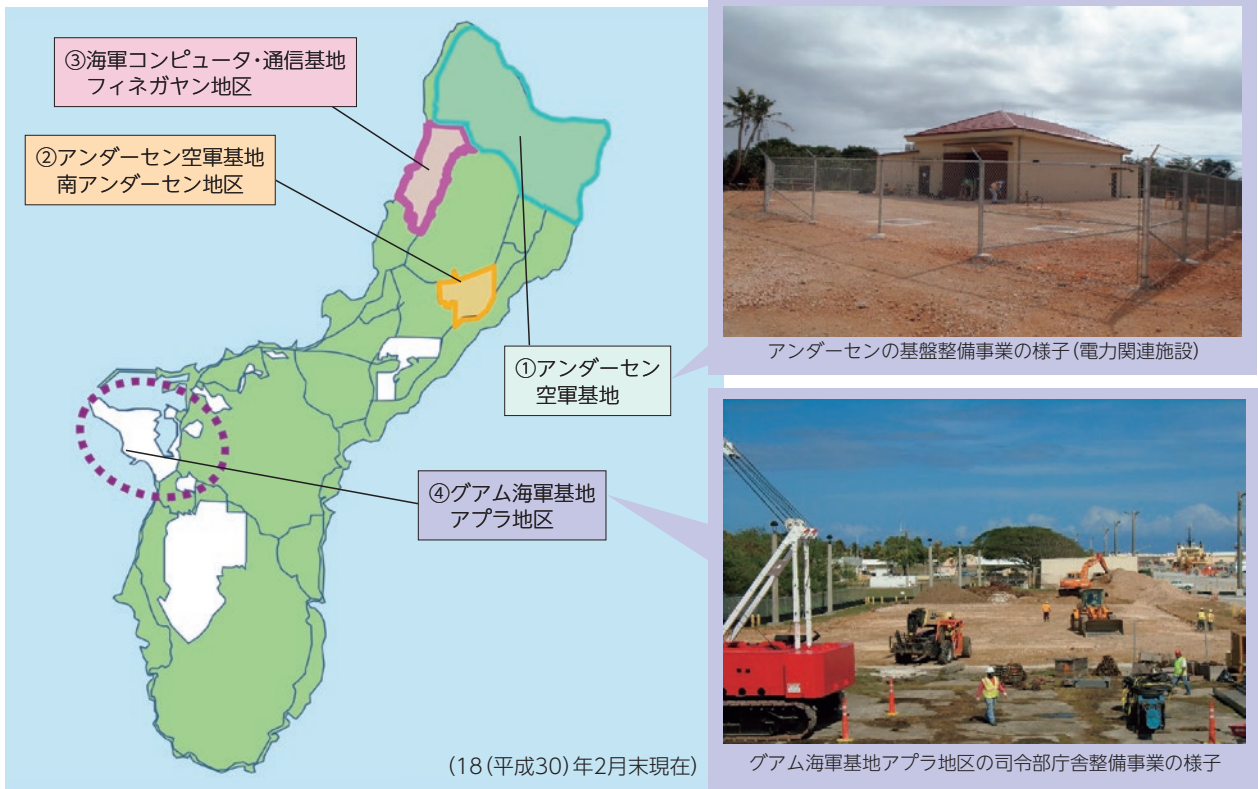 ③海軍コンピュータ・通信基地
フィネガヤン地区
②アンダーセン空軍基地
南アンダーセン地区
①アンダーセン
空軍基地
④グアム海軍基地
アプラ地区
(18(平成30)年2月末現在)
アンダーセンの基盤整備事業の様子(電力関連施設)
グアム海軍基地アプラ地区の司令部庁舎整備事業の様子